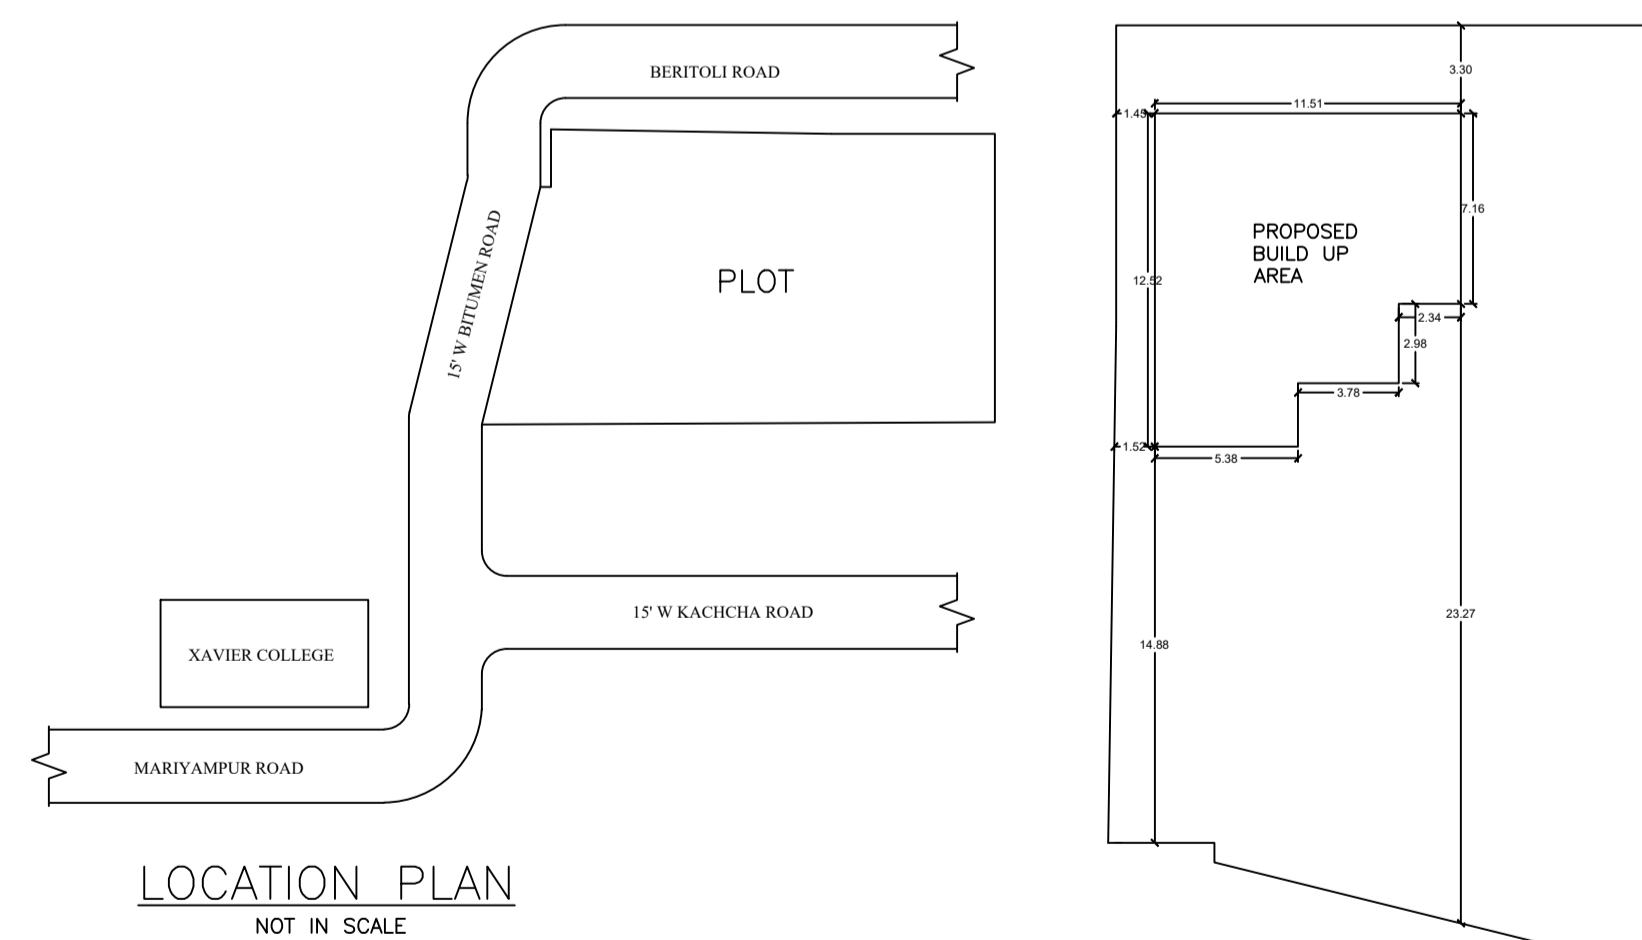 BERITOLI ROAD
15' W BITUMEN ROAD
PLOT
15' W KACHCHA ROAD
XAVIER COLLEGE
MARIYAMPUR ROAD
LOCATION PLAN
NOT IN SCALE
3.30
11.51
1.45
7.16
PROPOSED
BUILD UP
AREA
12.52
2.34
2.98
3.78
1.52
5.38
23.27
14.88